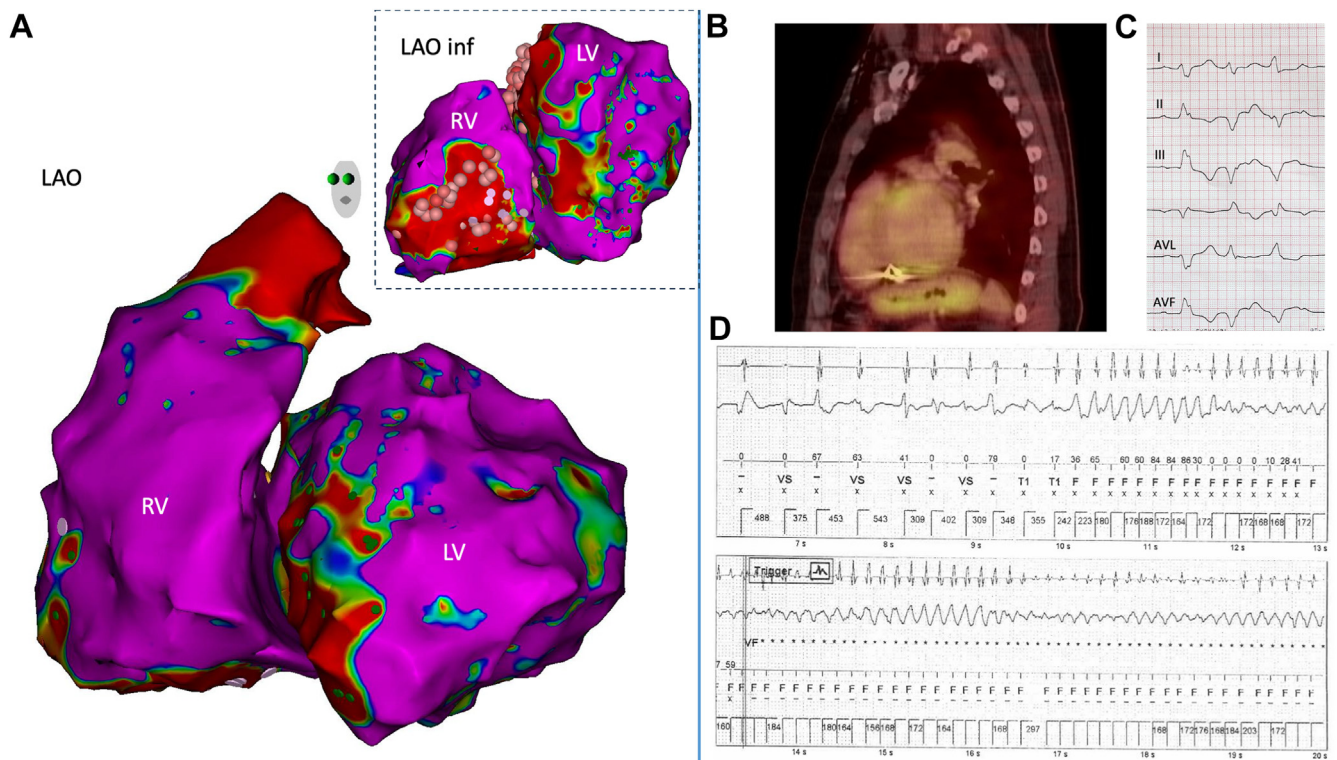 A
LAO
LAO inf
RV
LV
RV
LV
B
C
I
II
III
AVL
AVF
D
0 0 67 63 41 0 0 79 0 17 36 65 60 60 84 84 86 30 0 0 0 0 10 28 41
– VS – VS VS – VS – T1 T1 F F F F F F F F F F F F F F F
x x x x x x x x x x x x x x x x x x x x x x x x
488 375 453 543 309 402 309 348 355 242 223 180 176 188 172 164 172 172 168 168 172
7 s 8 s 9 s 10 s 11 s 12 s 13 s
Trigger
VF
7 59
F F F F F F F F F F F F F F F F F F F F F F F F F F F F F F F F F F
160 184 180 164 156 168 172 164 168 297 168 172 176 168 184 203 172
14 s 15 s 16 s 17 s 18 s 19 s 20 s